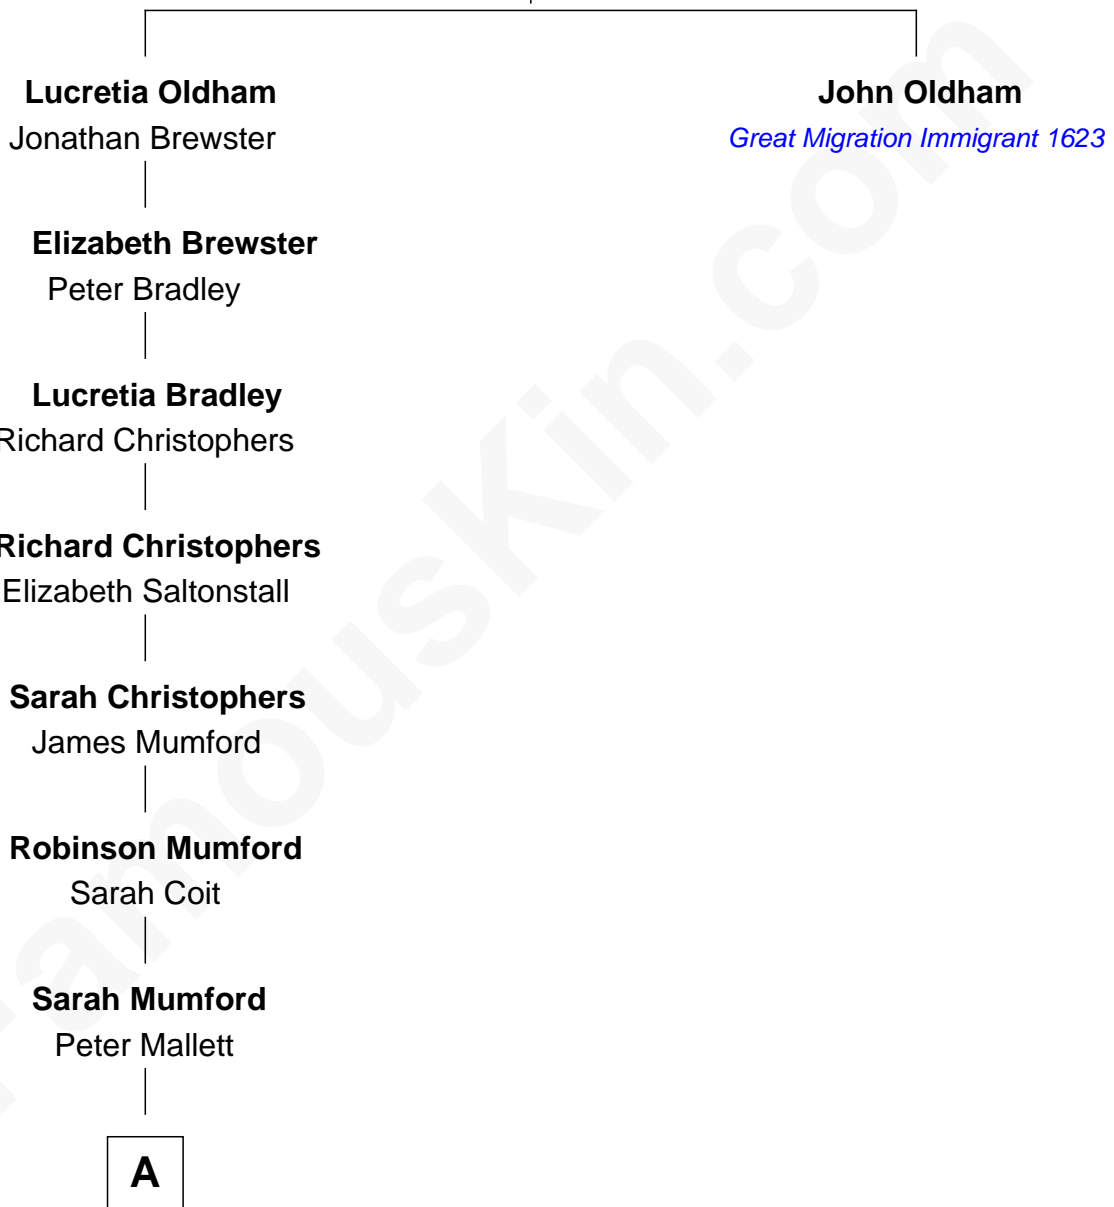 Lucretia Oldham
Jonathan Brewster
John Oldham
Great Migration Immigrant 1623
Elizabeth Brewster
Peter Bradley
Lucretia Bradley
Richard Christophers
Richard Christophers
Elizabeth Saltonstall
Sarah Christophers
James Mumford
Robinson Mumford
Sarah Coit
Sarah Mumford
Peter Mallett
A
FamousKin.com